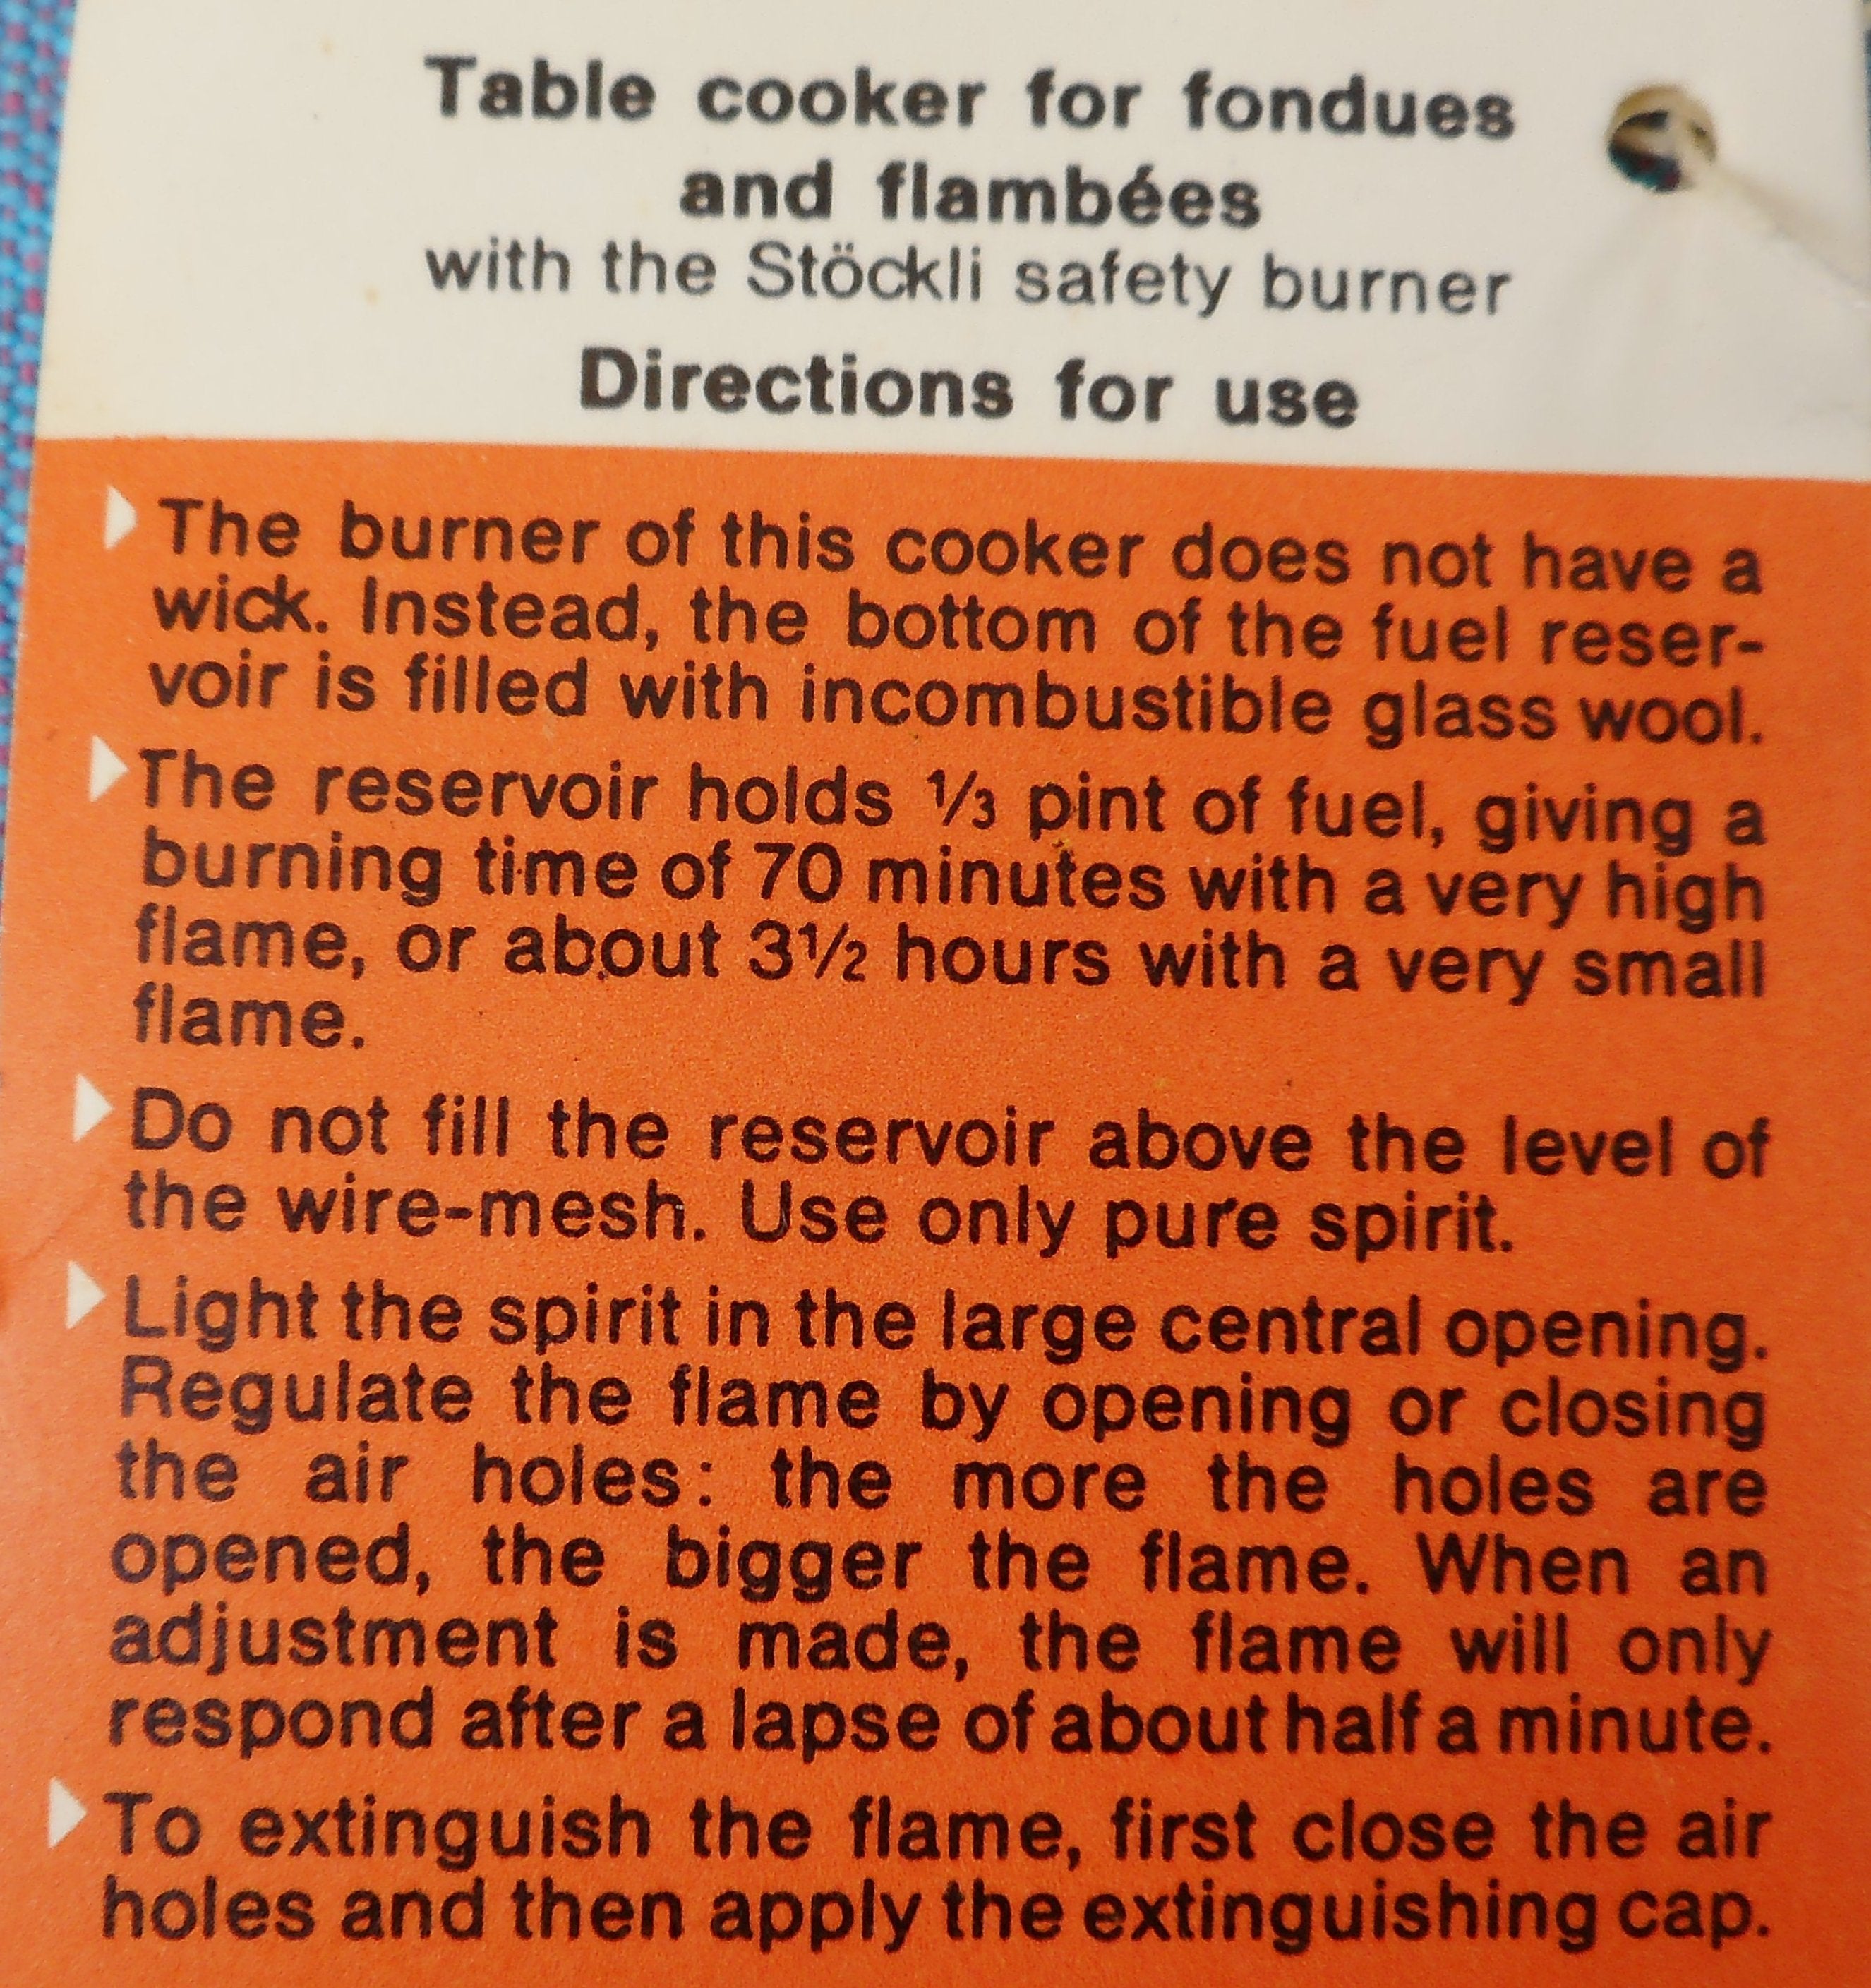 Table cooker for fondues
and flambées
with the Stöckli safety burner
Directions for use
The burner of this cooker does not have a
wick. Instead, the bottom of the fuel reser-
voir is filled with incombustible glass wool.
The reservoir holds ⅓ pint of fuel, giving a
burning time of 70 minutes with a very high
flame, or about 3½ hours with a very small
flame.
Do not fill the reservoir above the level of
the wire-mesh. Use only pure spirit.
Light the spirit in the large central opening.
Regulate the flame by opening or closing
the air holes: the more the holes are
opened, the bigger the flame. When an
adjustment is made, the flame will only
respond after a lapse of about half a minute.
To extinguish the flame, first close the air
holes and then apply the extinguishing cap.